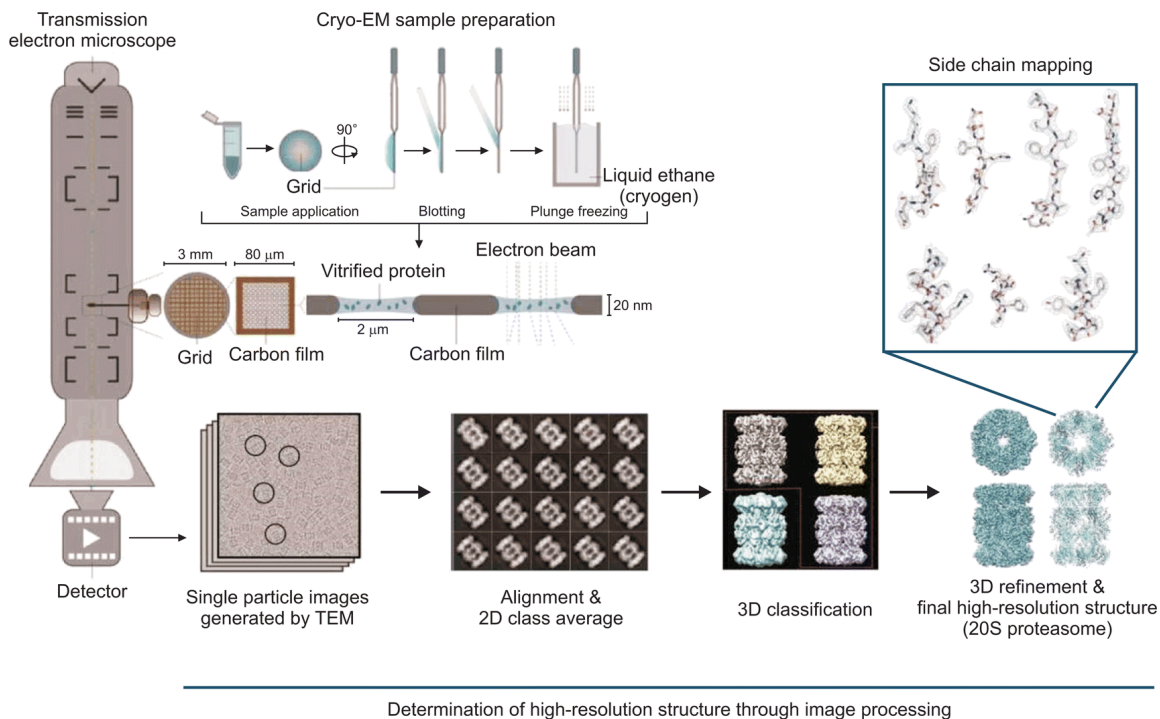 Transmission
electron microscope
Cryo-EM sample preparation
90°
Grid
Liquid ethane
(cryogen)
Sample application
Blotting
Plunge freezing
3 mm
80 μm
Vitrified protein
Electron beam
20 nm
2 μm
Grid
Carbon film
Carbon film
Side chain mapping
Detector
Single particle images
generated by TEM
Alignment &
2D class average
3D classification
3D refinement &
final high-resolution structure
(20S proteasome)
Determination of high-resolution structure through image processing